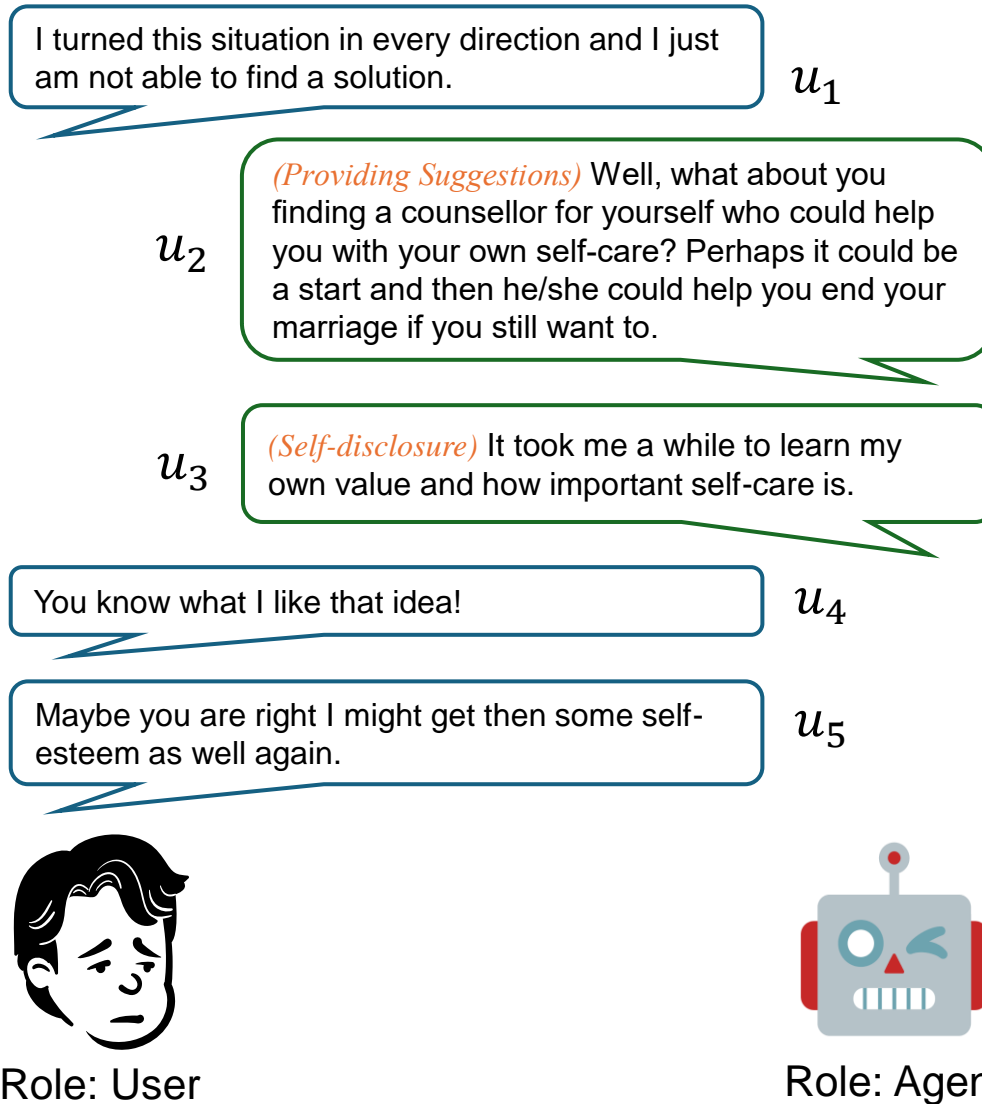 I turned this situation in every direction and I just
am not able to find a solution.
u₁
(Providing Suggestions) Well, what about you
finding a counsellor for yourself who could help
you with your own self-care? Perhaps it could be
a start and then he/she could help you end your
marriage if you still want to.
u₂
(Self-disclosure) It took me a while to learn my
own value and how important self-care is.
u₃
You know what I like that idea!
u₄
Maybe you are right I might get then some self-
esteem as well again.
u₅
Role: User
Role: Agen